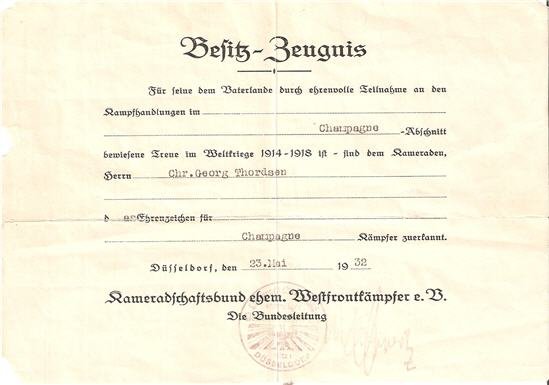 Besitz-Zeugnis
Für seine dem Vaterlande durch ehrenvolle Teilnahme an den
Kampfhandlungen im
Champagne -Abschnitt
bewiesene Treue im Weltkriege 1914-1918 ist - sind dem Kameraden,
Herrn Chr.Georg Thordsen
d as Ehrenzeichen für
Champagne Kämpfer zuerkannt.
Düsseldorf, den 23.Mai 1932
Kameradschaftsbund ehem. Westfrontkämpfer e.V.
Die Bundesleitung
DÜSSELDORF